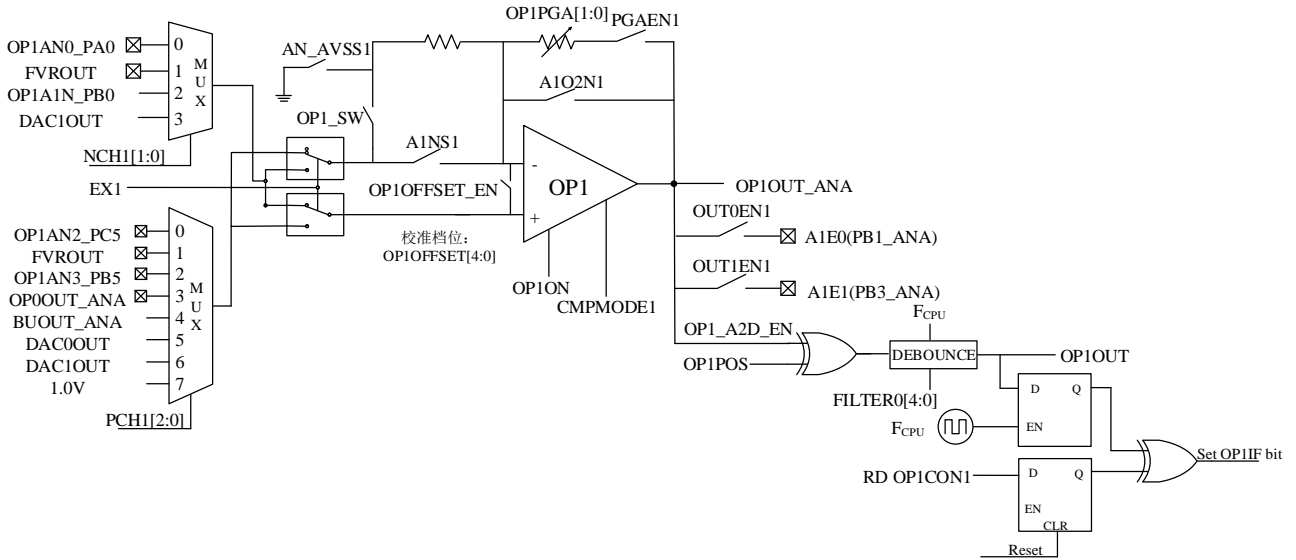 OP1PGA[1:0]
PGAEN1
OP1AN0_PA0
0
FVROUT
1
OP1A1N_PB0
2
DAC1OUT
3
MUX
NCH1[1:0]
AN_AVSS1
OP1_SW
A1O2N1
A1NS1
EX1
OP1OFFSET_EN
-
+
OP1
OP1OUT_ANA
校准档位：
OP1OFFSET[4:0]
OP1ON
CMPMODE1
OUT0EN1
A1E0(PB1_ANA)
OUT1EN1
A1E1(PB3_ANA)
OP1AN2_PC5
0
FVROUT
1
OP1AN3_PB5
2
OP0OUT_ANA
3
BUOUT_ANA
4
DAC0OUT
5
DAC1OUT
6
1.0V
7
MUX
PCH1[2:0]
OP1_A2D_EN
OP1POS
FCPU
DEBOUNCE
OP1OUT
FILTER0[4:0]
D
Q
EN
FCPU
RD OP1CON1
D
Q
EN
CLR
Reset
Set OP1IF bit